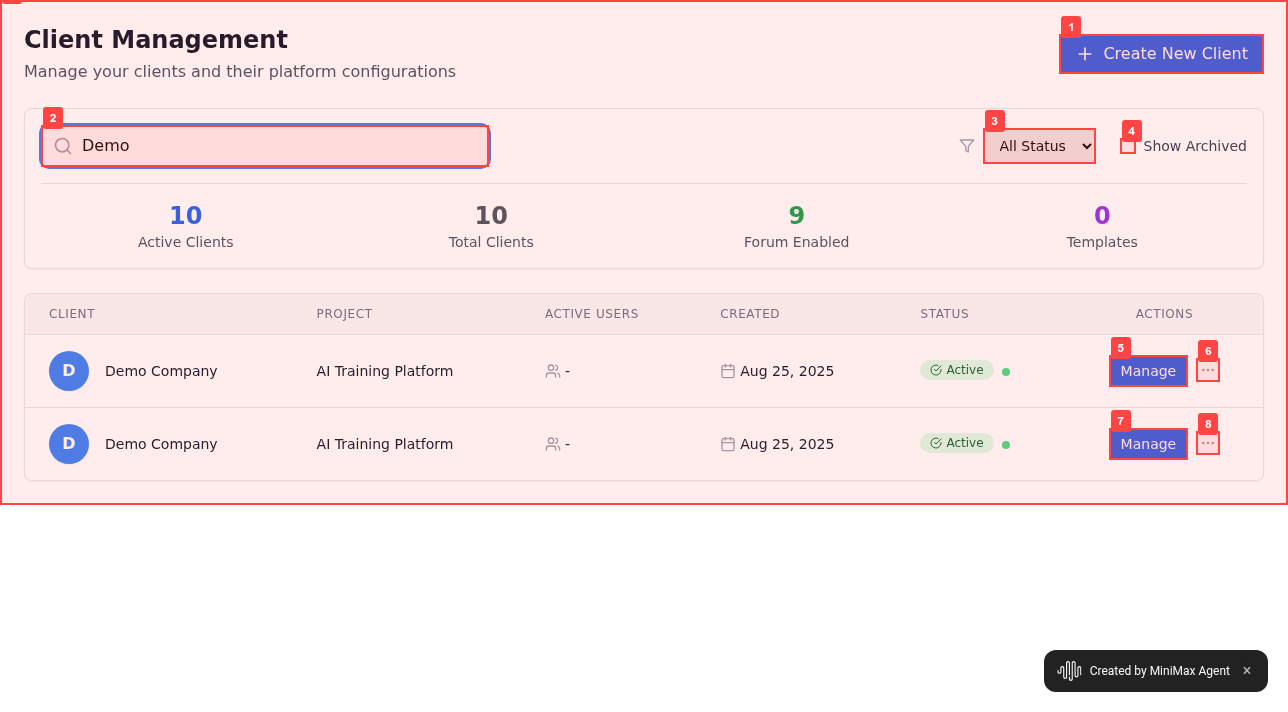 Client Management
Manage your clients and their platform configurations
1
Create New Client
2
Demo
3
All Status
4
Show Archived
10
Active Clients
10
Total Clients
9
Forum Enabled
0
Templates
CLIENT PROJECT ACTIVE USERS CREATED STATUS ACTIONS
5
6
D Demo Company AI Training Platform - Aug 25, 2025 Active Manage ...
7
8
D Demo Company AI Training Platform - Aug 25, 2025 Active Manage ...
Created by MiniMax Agent ×